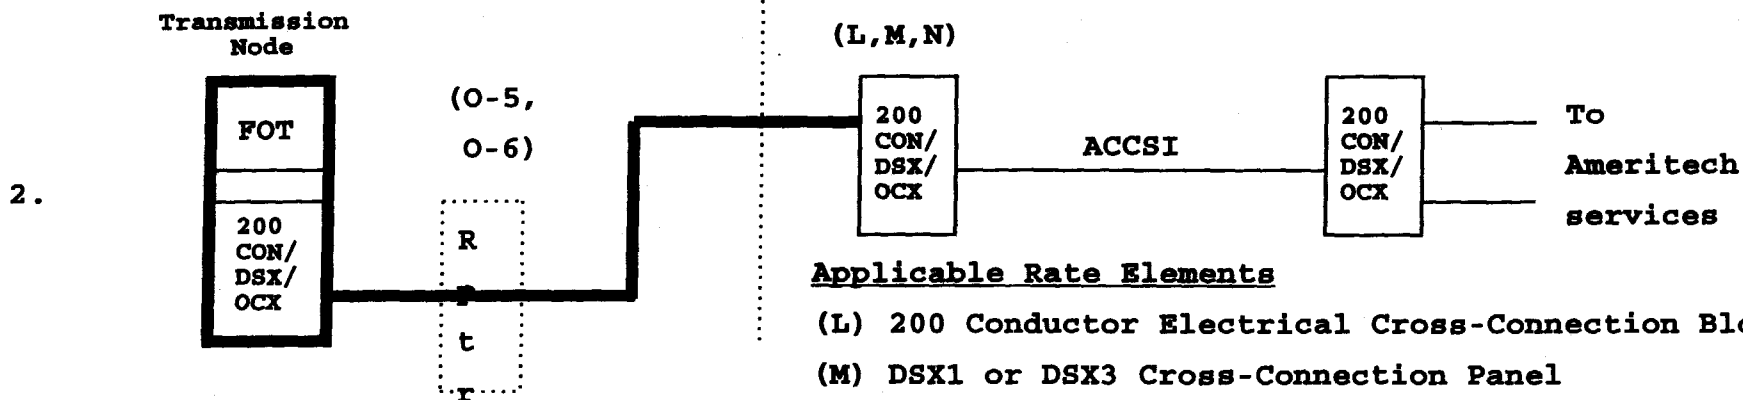 Transmission
Node
(L,M,N)
(O-5,
O-6)
FOT
200
CON/
DSX/
OCX
R
t
r
200
CON/
DSX/
OCX
ACCSI
200
CON/
DSX/
OCX
To
Ameritech
services
2.
Applicable Rate Elements
(L) 200 Conductor Electrical Cross-Connection
(M) DSX1 or DSX3 Cross-Connection Panel